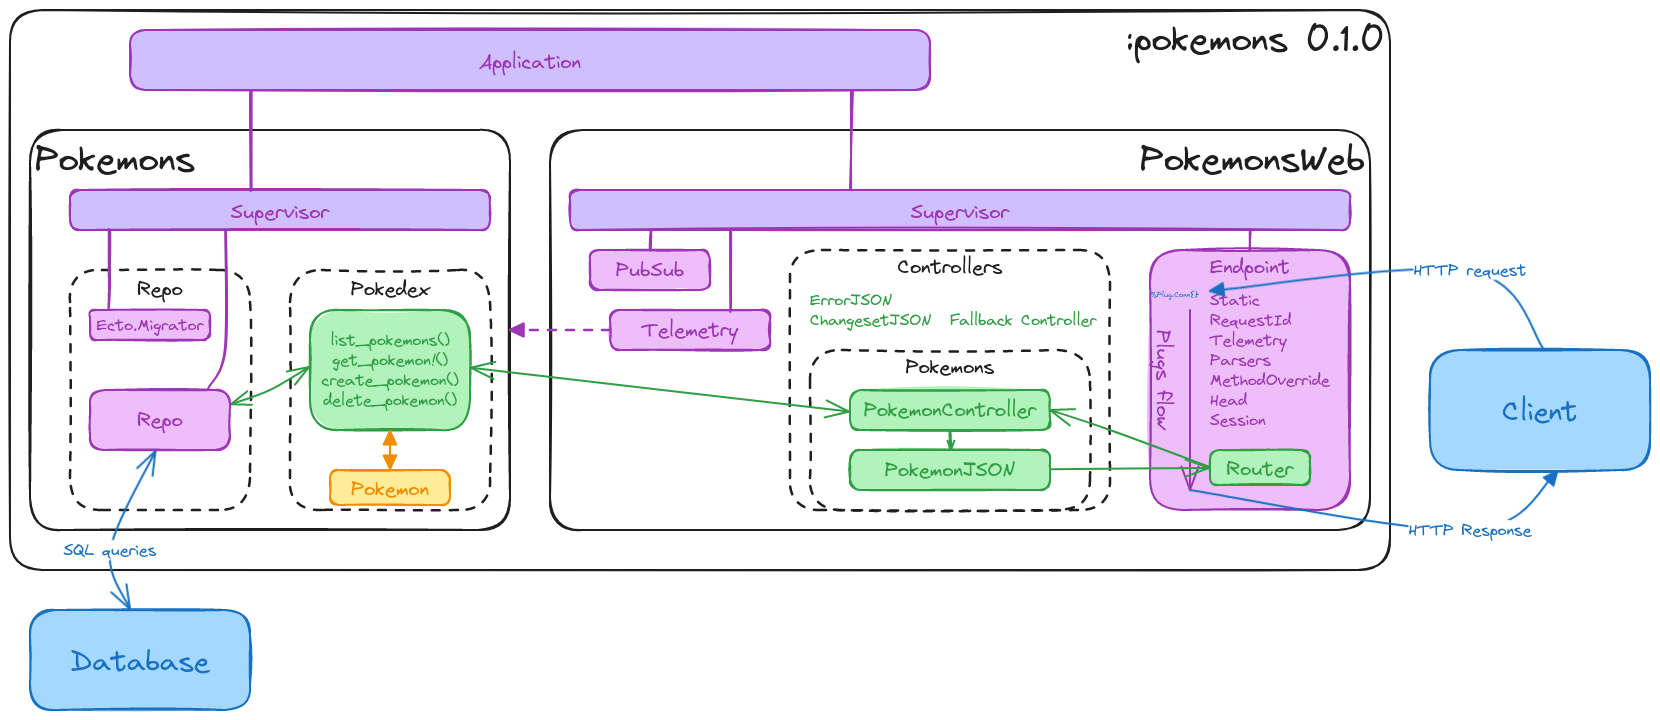 :pokemons 0.1.0
Application
Pokemons
Supervisor
Repo
Ecto.Migrator
Repo
Pokedex
list_pokemons()
get_pokemon!()
create_pokemon()
delete_pokemon()
Pokemon
PokemonsWeb
Supervisor
PubSub
Telemetry
Controllers
ErrorJSON
ChangesetJSON Fallback Controller
Pokemons
PokemonController
PokemonJSON
Endpoint
%Plug.Conn{}
Static
RequestId
Telemetry
Parsers
MethodOverride
Head
Session
Plugs flow
Router
HTTP request
Client
HTTP Response
SQL queries
Database